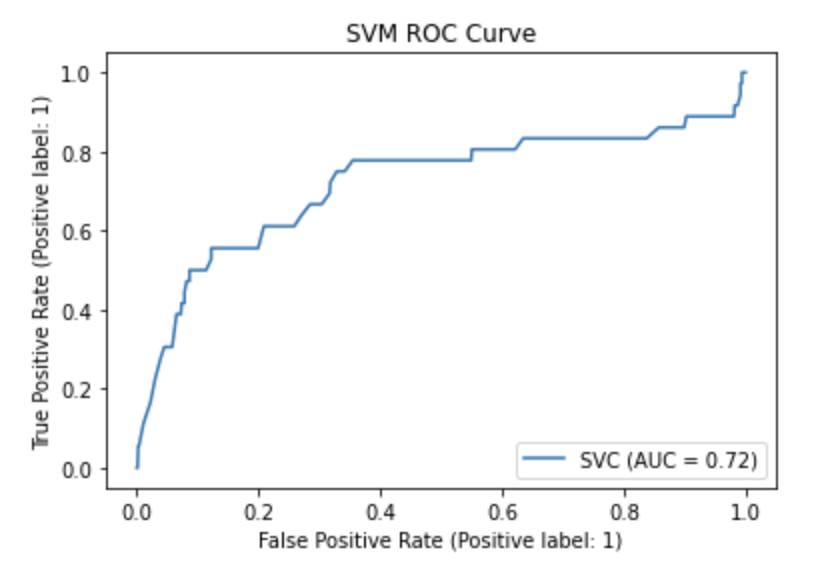 SVM ROC Curve
True Positive Rate (Positive label: 1)
1.0
0.8
0.6
0.4
0.2
0.0
SVC (AUC = 0.72)
0.0 0.2 0.4 0.6 0.8 1.0
False Positive Rate (Positive label: 1)